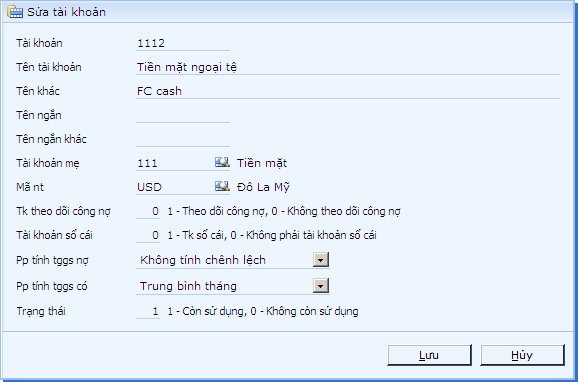 Sửa tài khoản
Tài khoản 1112
Tên tài khoản Tiền mặt ngoại tệ
Tên khác FC cash
Tên ngắn
Tên ngắn khác
Tài khoản mẹ 111 Tiền mặt
Mã nt USD Đô La Mỹ
Tk theo dõi công nợ 0 1 - Theo dõi công nợ, 0 - Không theo dõi công nợ
Tài khoản sổ cái 0 1 - Tk sổ cái, 0 - Không phải tài khoản sổ cái
Pp tính tggs nợ Không tính chênh lệch
Pp tính tggs có Trung bình tháng
Trạng thái 1 1 - Còn sử dụng, 0 - Không còn sử dụng
Lưu Hủy